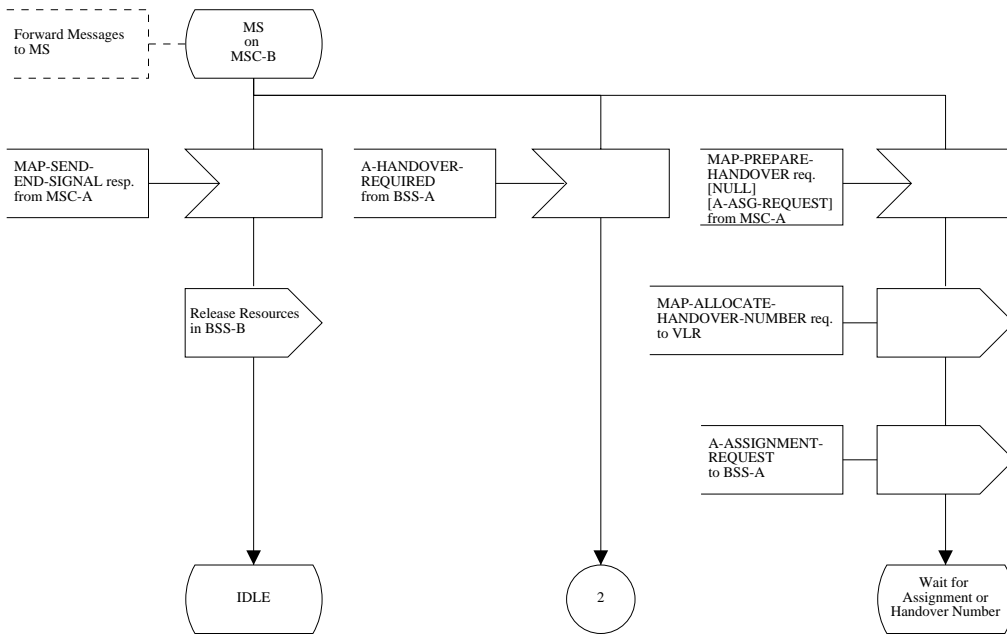 Forward Messages
to MS
MS
on
MSC-B
MAP-SEND-
END-SIGNAL resp.
from MSC-A
A-HANDOVER-
REQUIRED
from BSS-A
MAP-PREPARE-
HANDOVER req.
[NULL]
[A-ASG-REQUEST]
from MSC-A
Release Resources
in BSS-B
MAP-ALLOCATE-
HANDOVER-NUMBER req.
to VLR
A-ASSIGNMENT-
REQUEST
to BSS-A
IDLE
2
Wait for
Assignment or
Handover Number